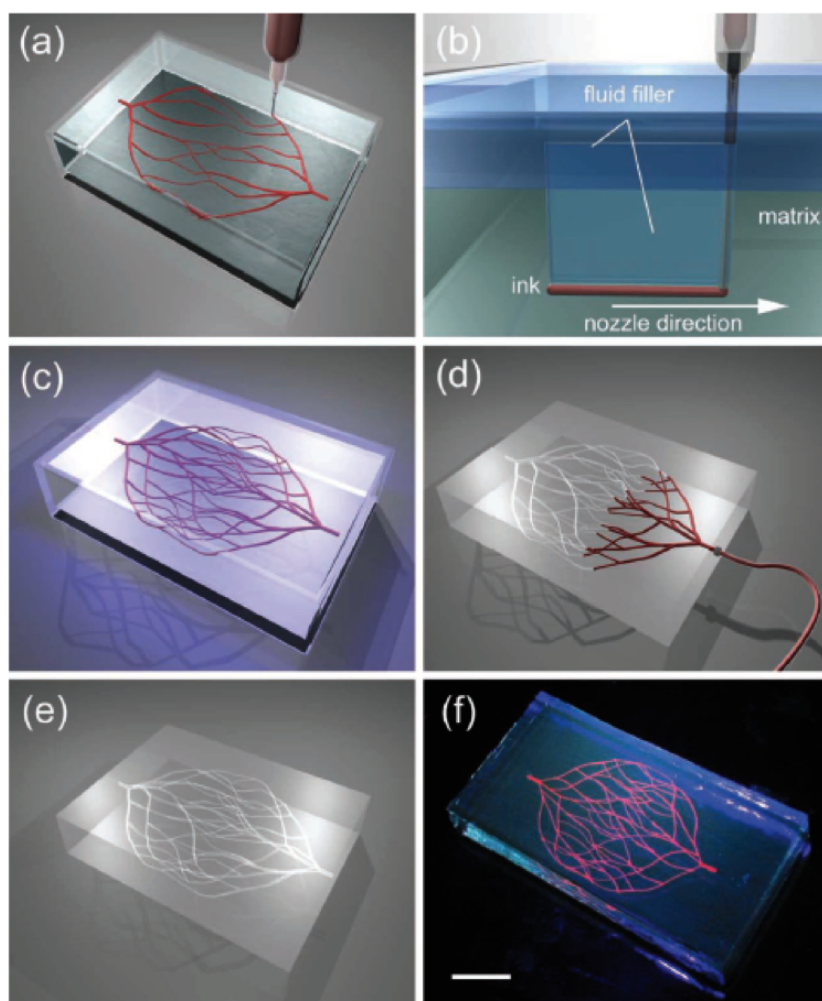 (a)
(b)
fluid filler
matrix
ink
nozzle direction
(c)
(d)
(e)
(f)